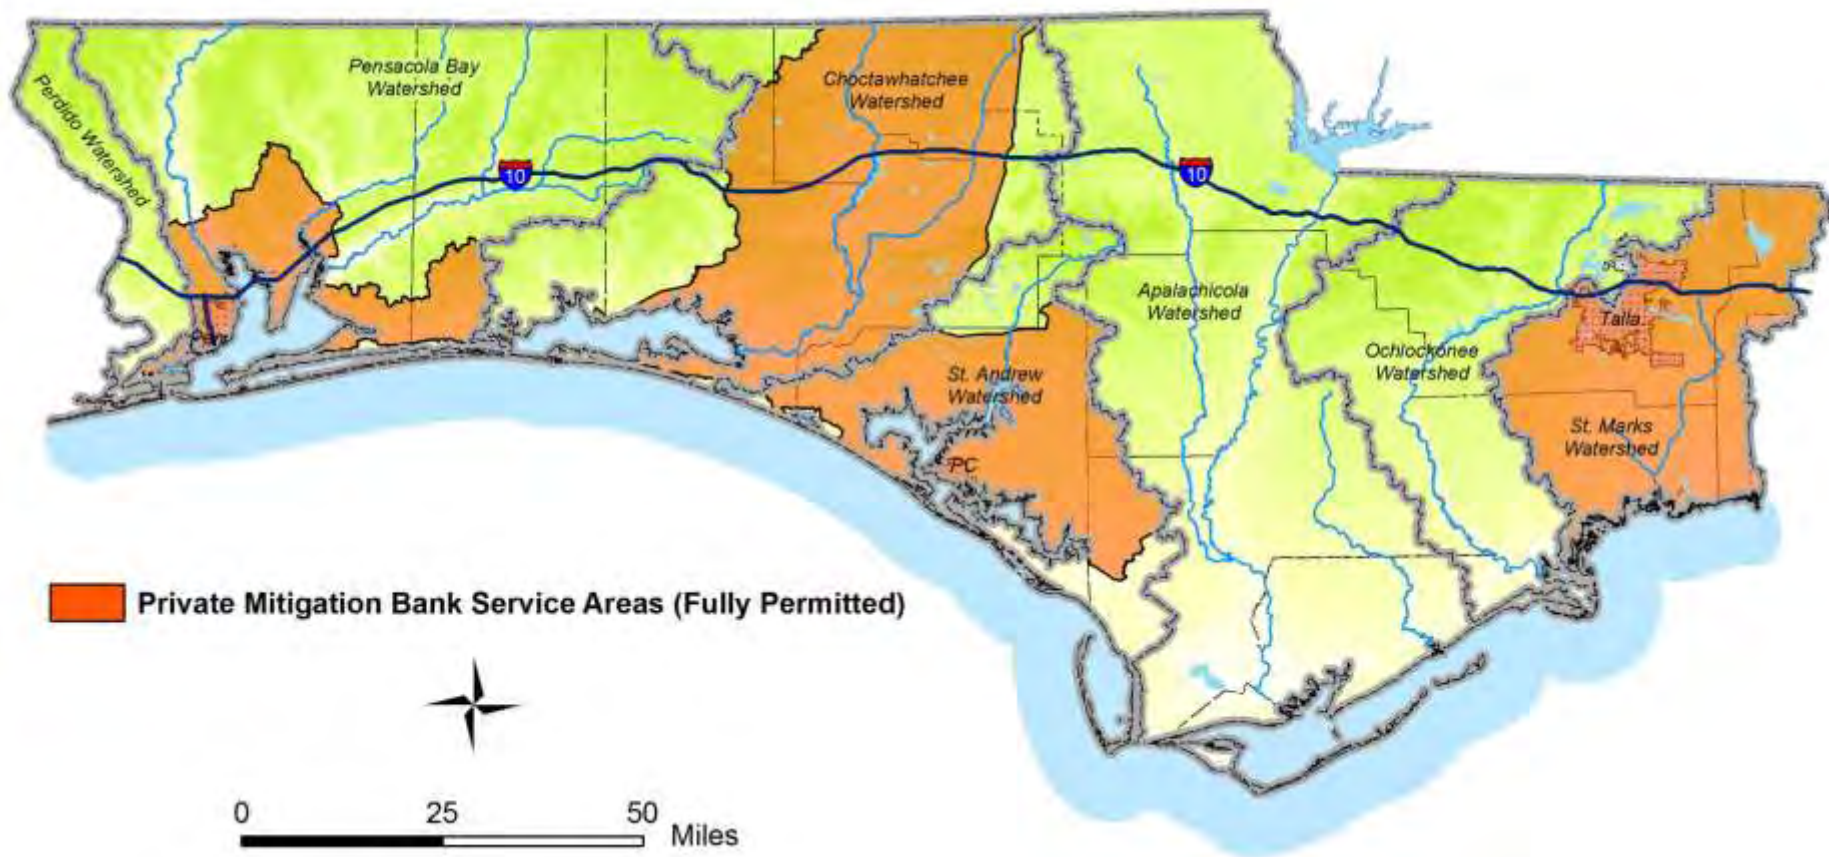 Perdido Watershed
Pensacola Bay
Watershed
Choctawhatchee
Watershed
10
10
Apalachicola
Watershed
Talla.
Ochlockonee
Watershed
St. Andrew
Watershed
St. Marks
Watershed
PC
Private Mitigation Bank Service Areas (Fully Permitted)
0 25 50
Miles